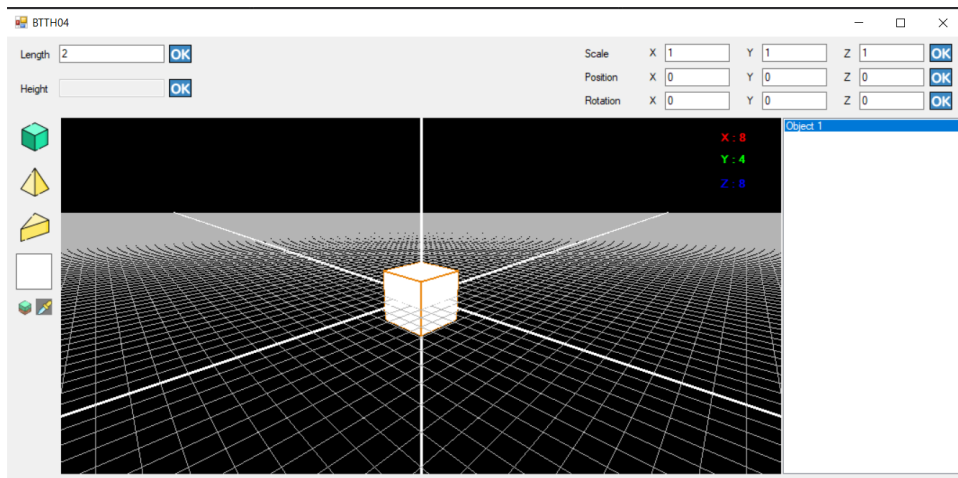 BTTH04
Length 2 OK
Scale X 1 Y 1 Z 1 OK
Position X 0 Y 0 Z 0 OK
Height OK
Rotation X 0 Y 0 Z 0 OK
Object 1
X : 8
Y : 4
Z : 8